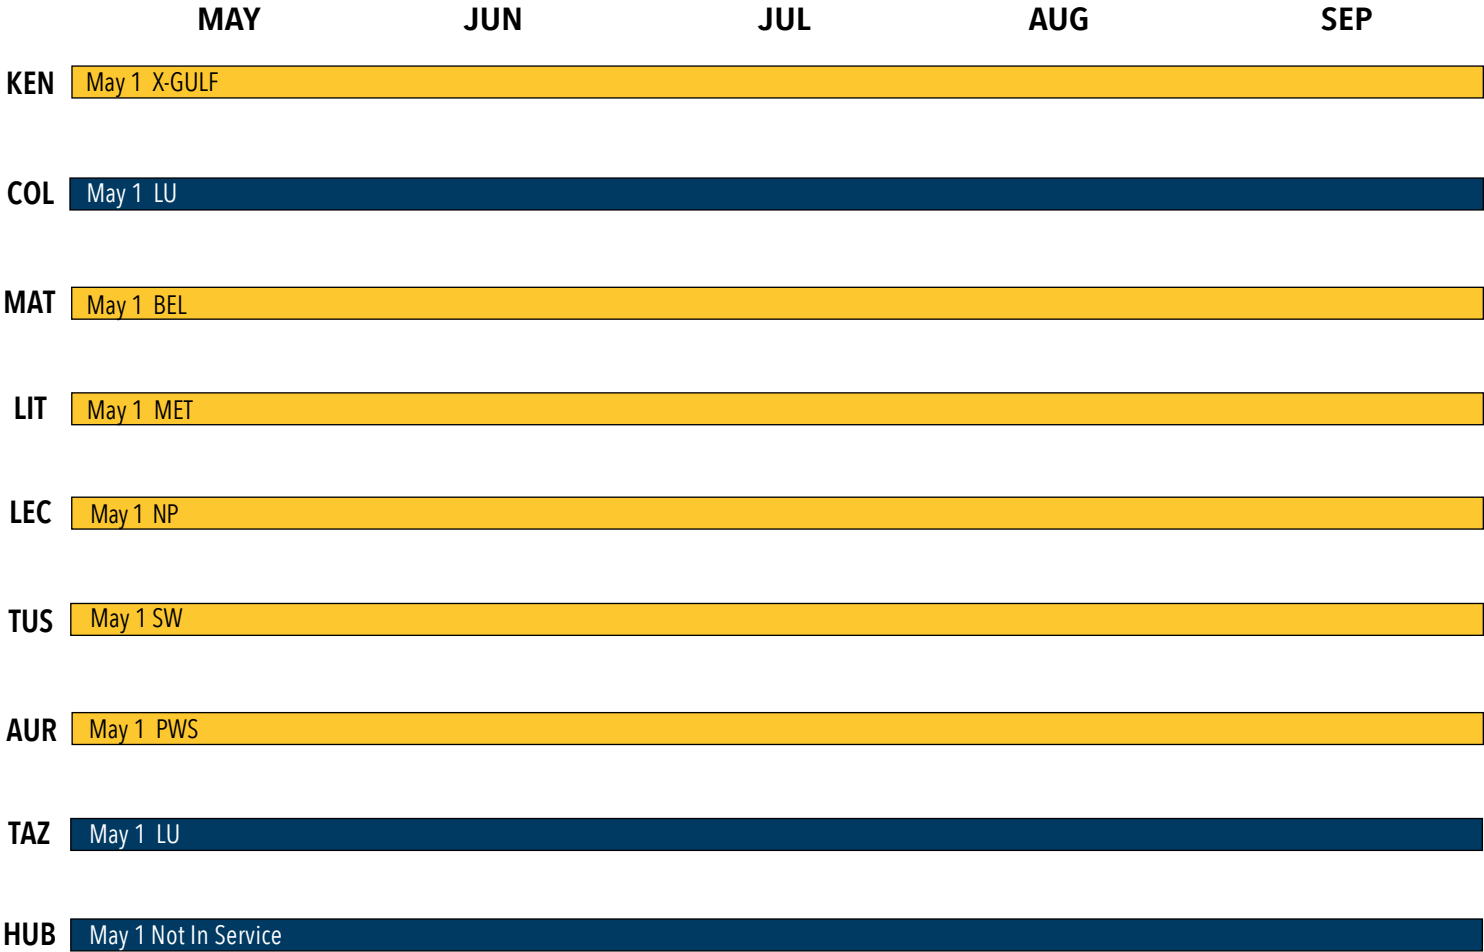 MAY JUN JUL AUG SEP
KEN May 1 X-GULF
COL May 1 LU
MAT May 1 BEL
LIT May 1 MET
LEC May 1 NP
TUS May 1 SW
AUR May 1 PWS
TAZ May 1 LU
HUB May 1 Not In Service